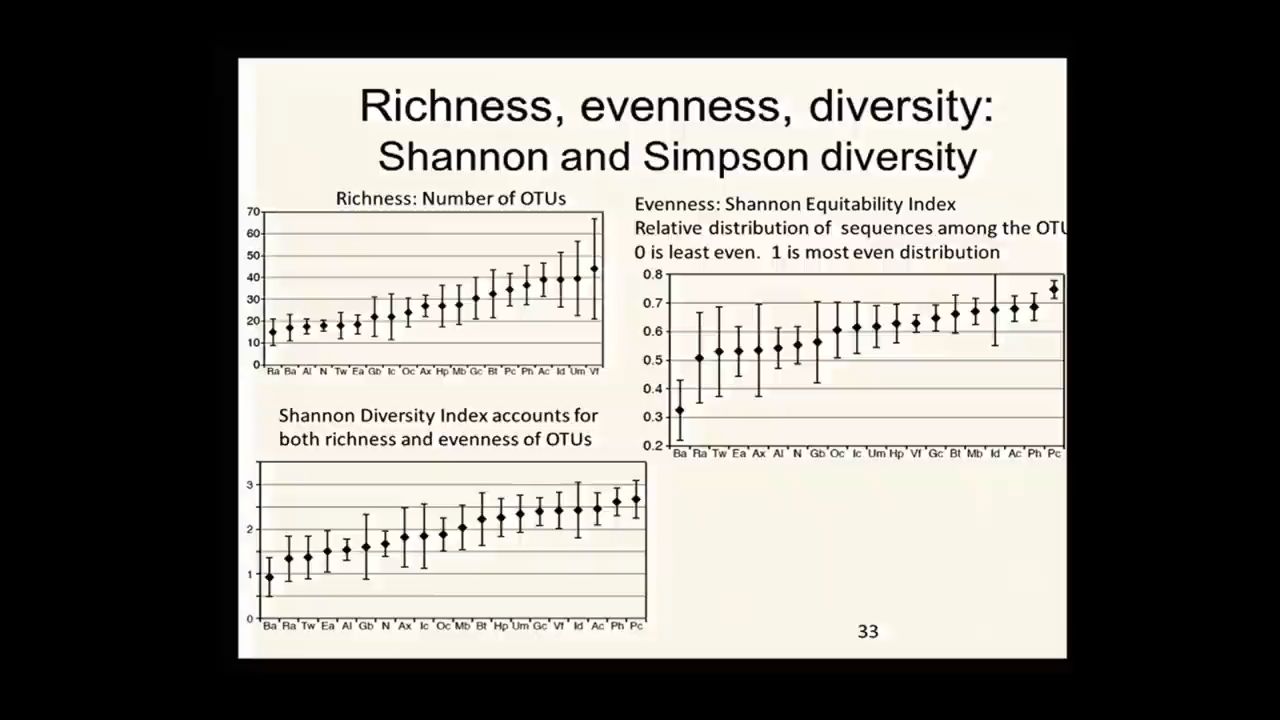 Richness, evenness, diversity:
Shannon and Simpson diversity
Richness: Number of OTUs
70
60
50
40
30
20
10
0
Ra Ba Al N Tw Ea Gb Ic Oc Ax Hp Mb Gc Bt Pc Ph Ac Id Um Vf
Evenness: Shannon Equitability Index
Relative distribution of sequences among the OTU
0 is least even. 1 is most even distribution
0.8
0.7
0.6
0.5
0.4
0.3
0.2
Ba Ra Tw Ea Ax Al N Gb Oc Ic Um Hp Vf Gc Bt Mb Id Ac Ph Pc
Shannon Diversity Index accounts for
both richness and evenness of OTUs
3
2
1
0
Ba Ra Tw Ea Al Gb N Ax Ic Oc Mb Bt Hp Um Gc Vf Id Ac Ph Pc
33